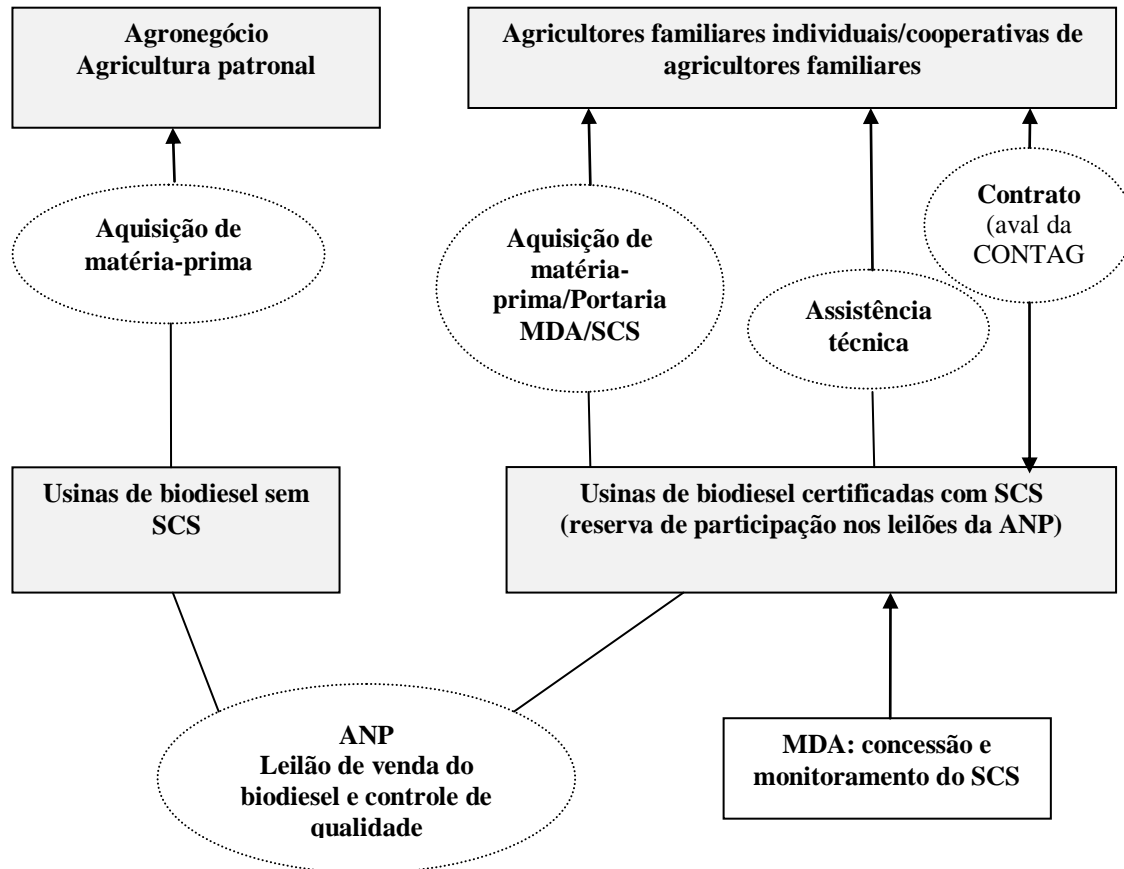 Agronegócio
Agricultura patronal
Agricultores familiares individuais/cooperativas de
agricultores familiares
Aquisição de
matéria-prima
Aquisição de
matéria-
prima/Portaria
MDA/SCS
Assistência
técnica
Contrato
(aval da
CONTAG
Usinas de biodiesel sem
SCS
Usinas de biodiesel certificadas com SCS
(reserva de participação nos leilões da ANP)
ANP
Leilão de venda do
biodiesel e controle de
qualidade
MDA: concessão e
monitoramento do SCS